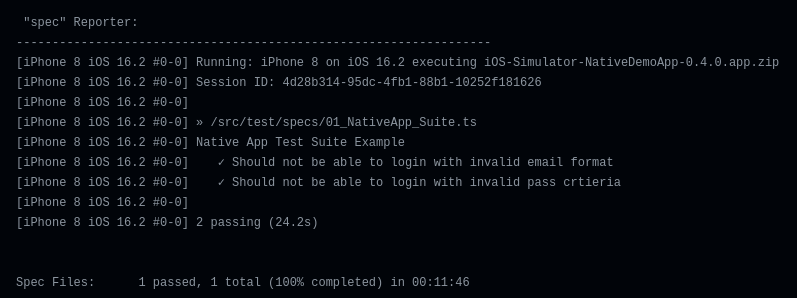 "spec" Reporter:
------------------------------------------------------------------
[iPhone 8 iOS 16.2 #0-0] Running: iPhone 8 on iOS 16.2 executing iOS-Simulator-NativeDemoApp-0.4.0.app.zip
[iPhone 8 iOS 16.2 #0-0] Session ID: 4d28b314-95dc-4fb1-88b1-10252f181626
[iPhone 8 iOS 16.2 #0-0]
[iPhone 8 iOS 16.2 #0-0] » /src/test/specs/01_NativeApp_Suite.ts
[iPhone 8 iOS 16.2 #0-0] Native App Test Suite Example
[iPhone 8 iOS 16.2 #0-0]    ✓ Should not be able to login with invalid email format
[iPhone 8 iOS 16.2 #0-0]    ✓ Should not be able to login with invalid pass crtieria
[iPhone 8 iOS 16.2 #0-0]
[iPhone 8 iOS 16.2 #0-0] 2 passing (24.2s)
Spec Files:      1 passed, 1 total (100% completed) in 00:11:46